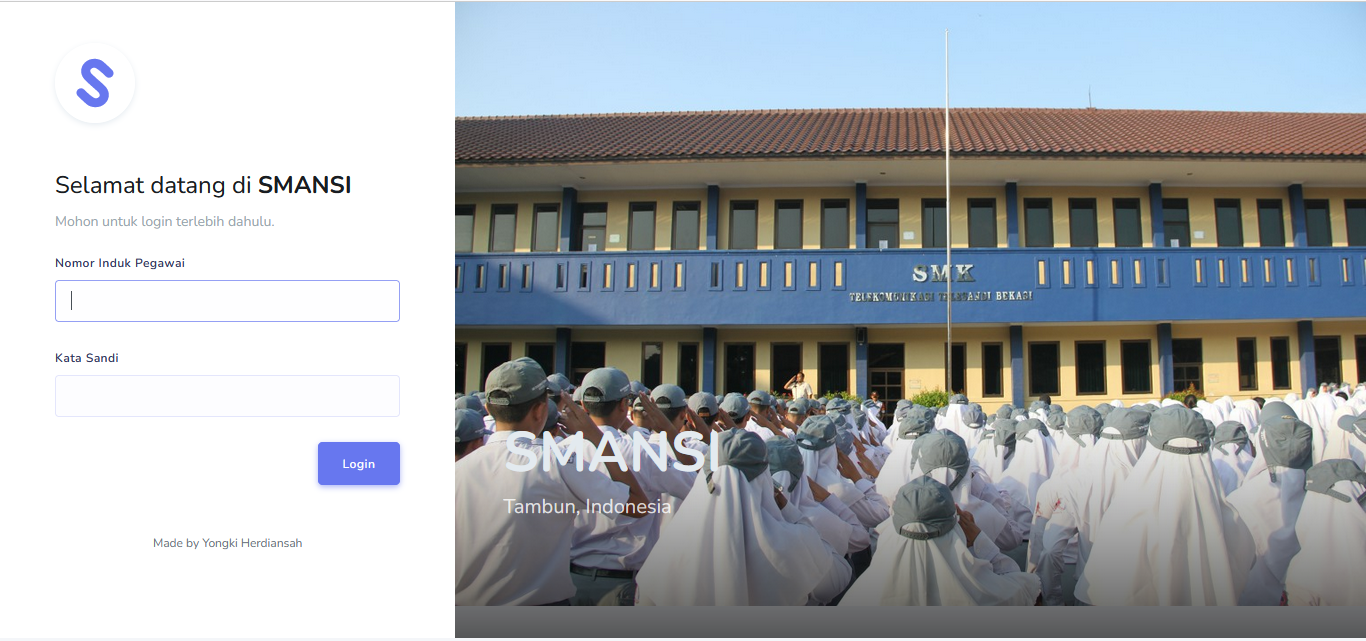 Selamat datang di SMANSI
Mohon untuk login terlebih dahulu.
Nomor Induk Pegawai
Kata Sandi
Login
Made by Yongki Herdiansah
SMK
TELEKOMUNIKASI TELESANDI BEKASI
SMANSI
Tambun, Indonesia